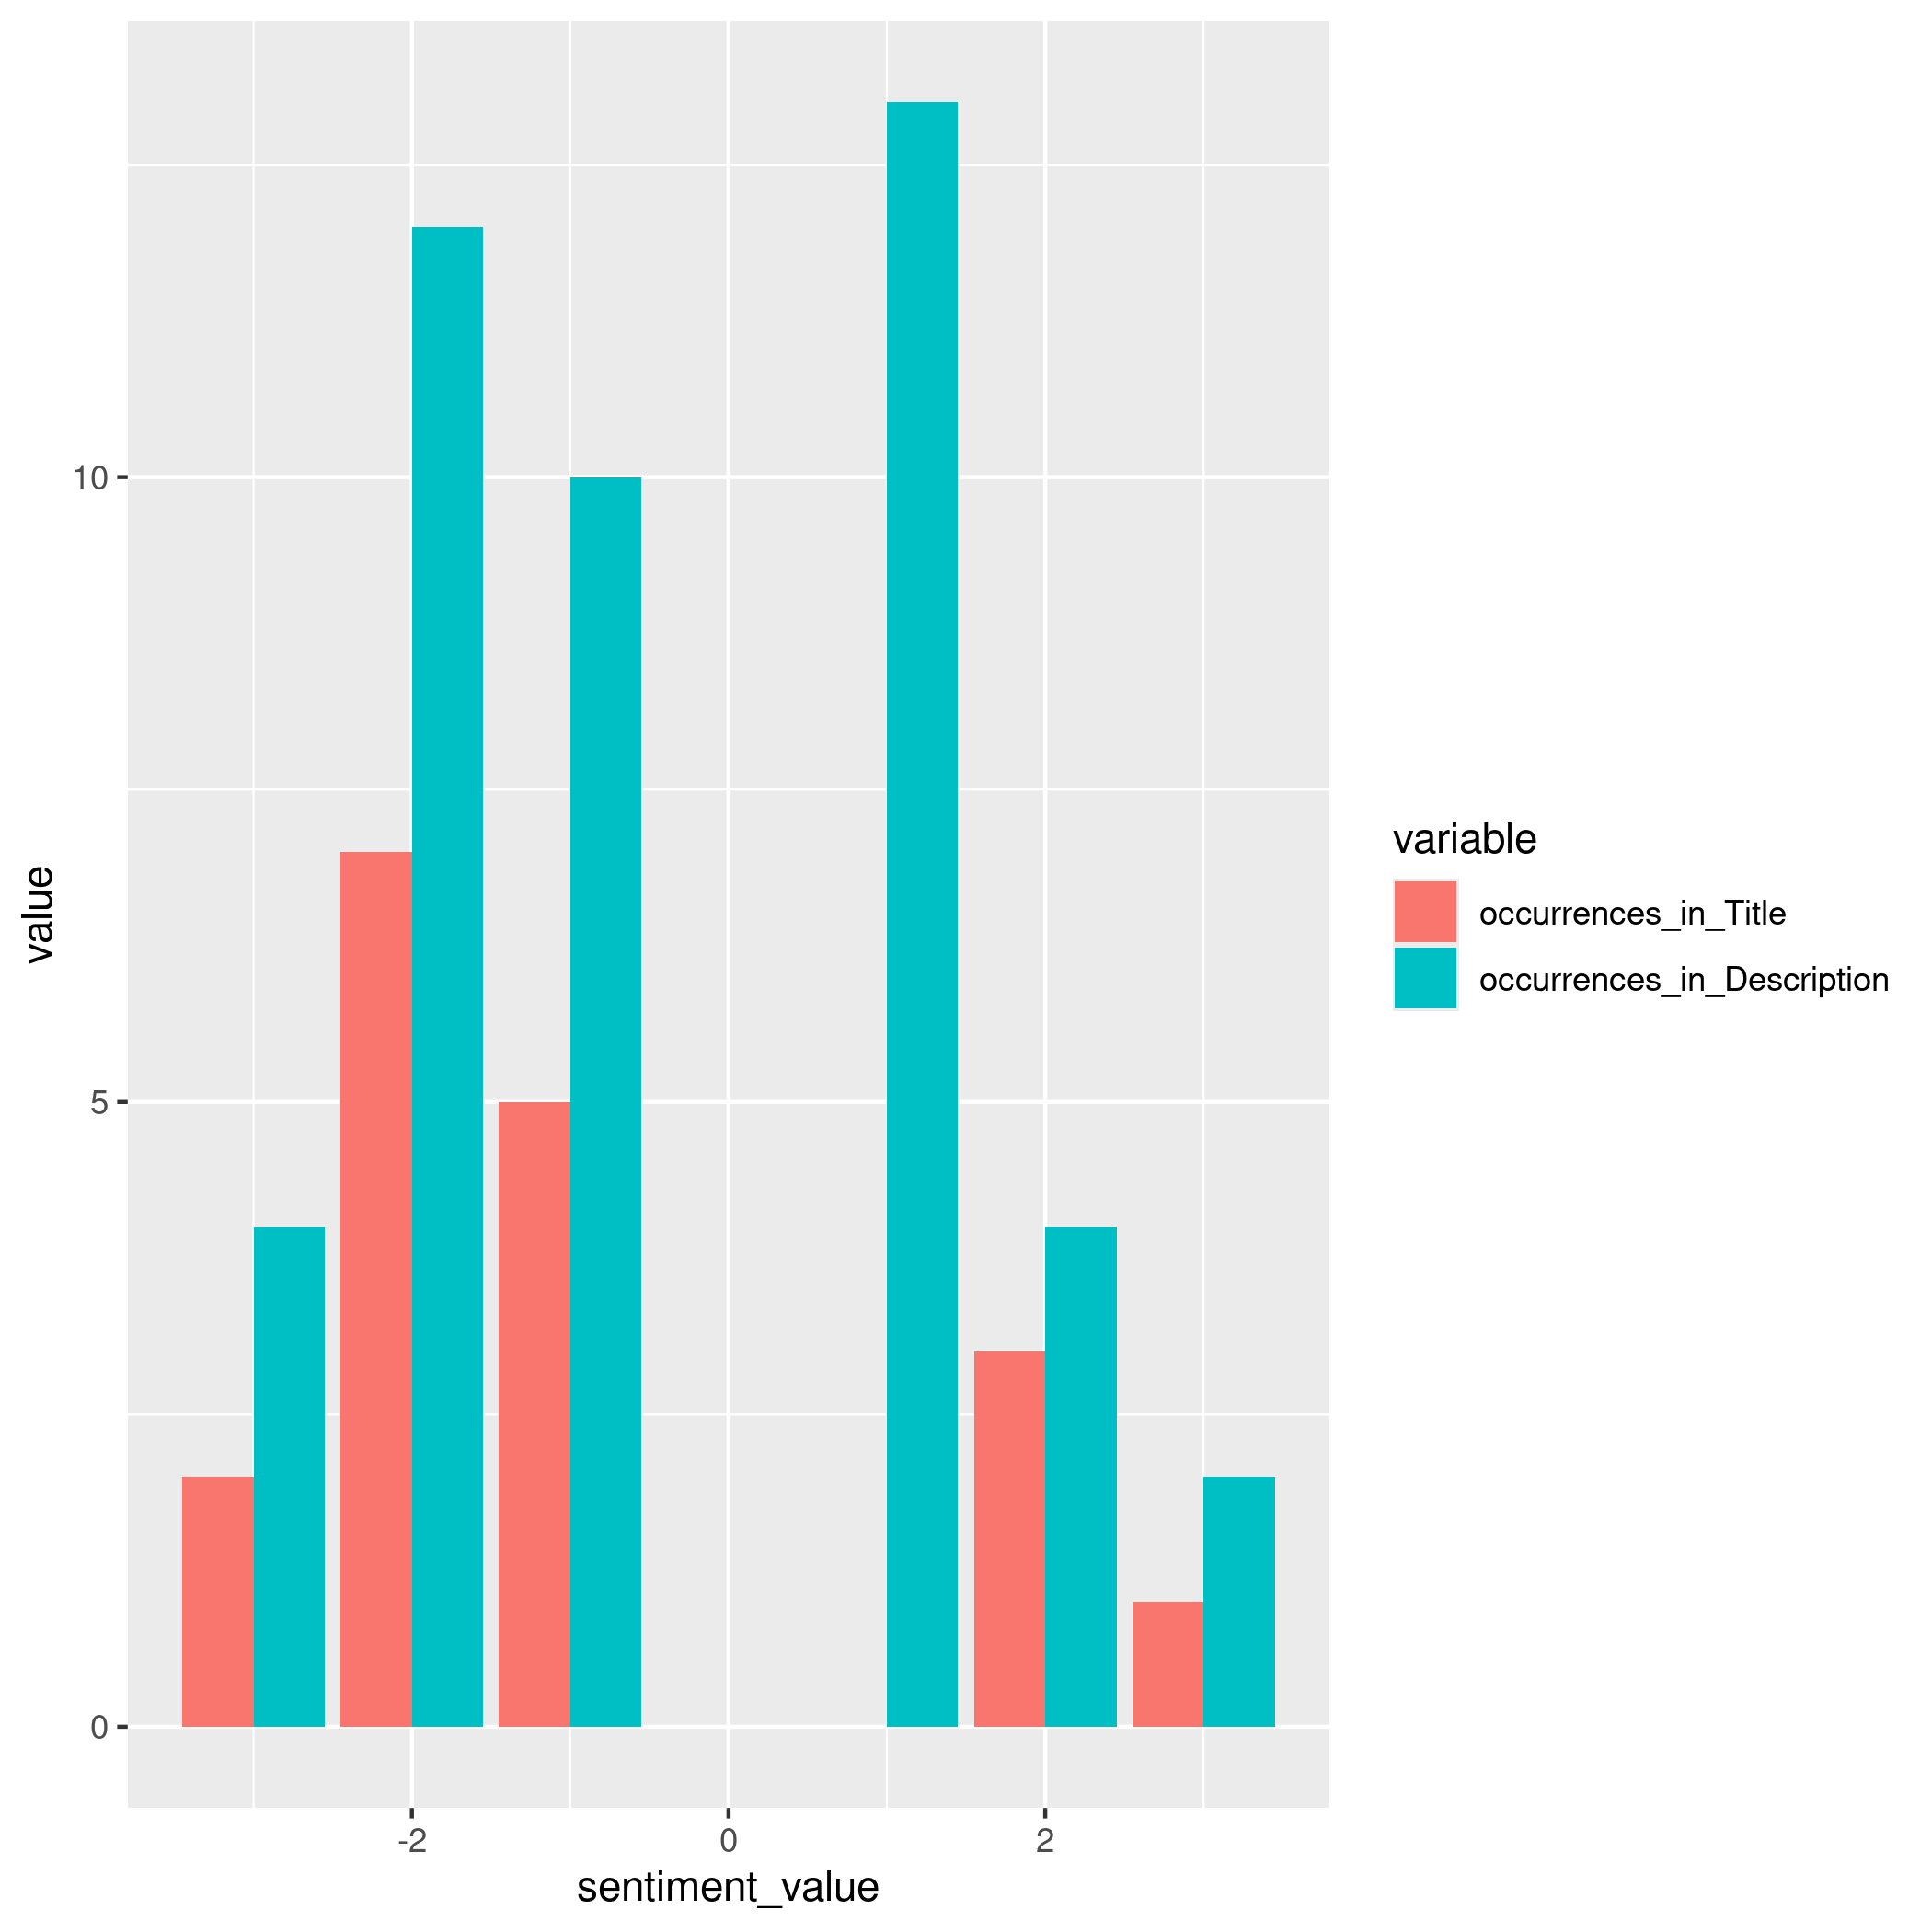 10
5
0
value
-2
0
2
sentiment_value
variable
occurrences_in_Title
occurrences_in_Description